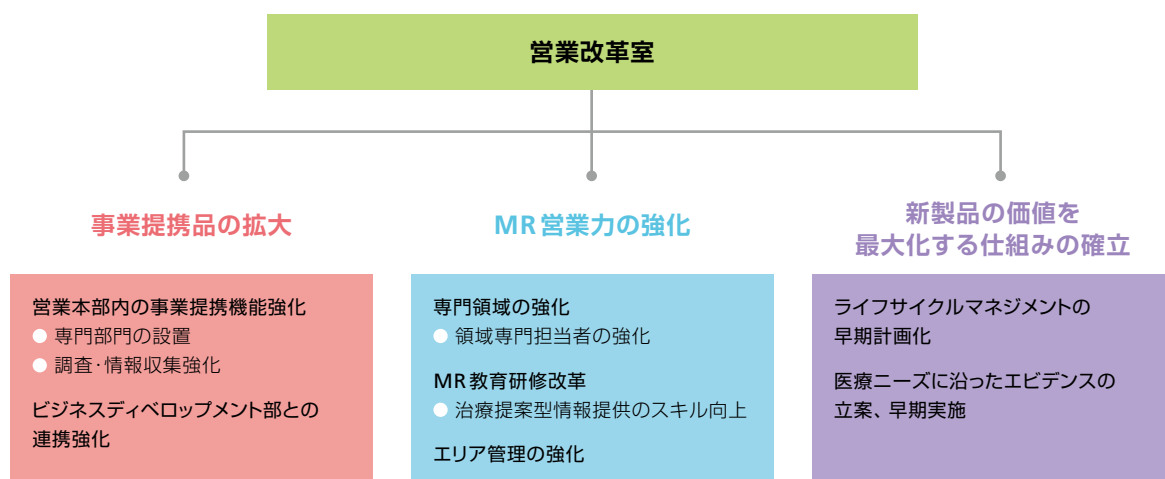 営業改革室
事業提携品の拡大
営業本部内の事業提携機能強化
● 専門部門の設置
● 調査・情報収集強化
ビジネスディベロップメント部との
連携強化
MR営業力の強化
専門領域の強化
● 領域専門担当者の強化
MR教育研修改革
● 治療提案型情報提供のスキル向上
エリア管理の強化
新製品の価値を
最大化する仕組みの確立
ライフサイクルマネジメントの
早期計画化
医療ニーズに沿ったエビデンスの
立案、早期実施